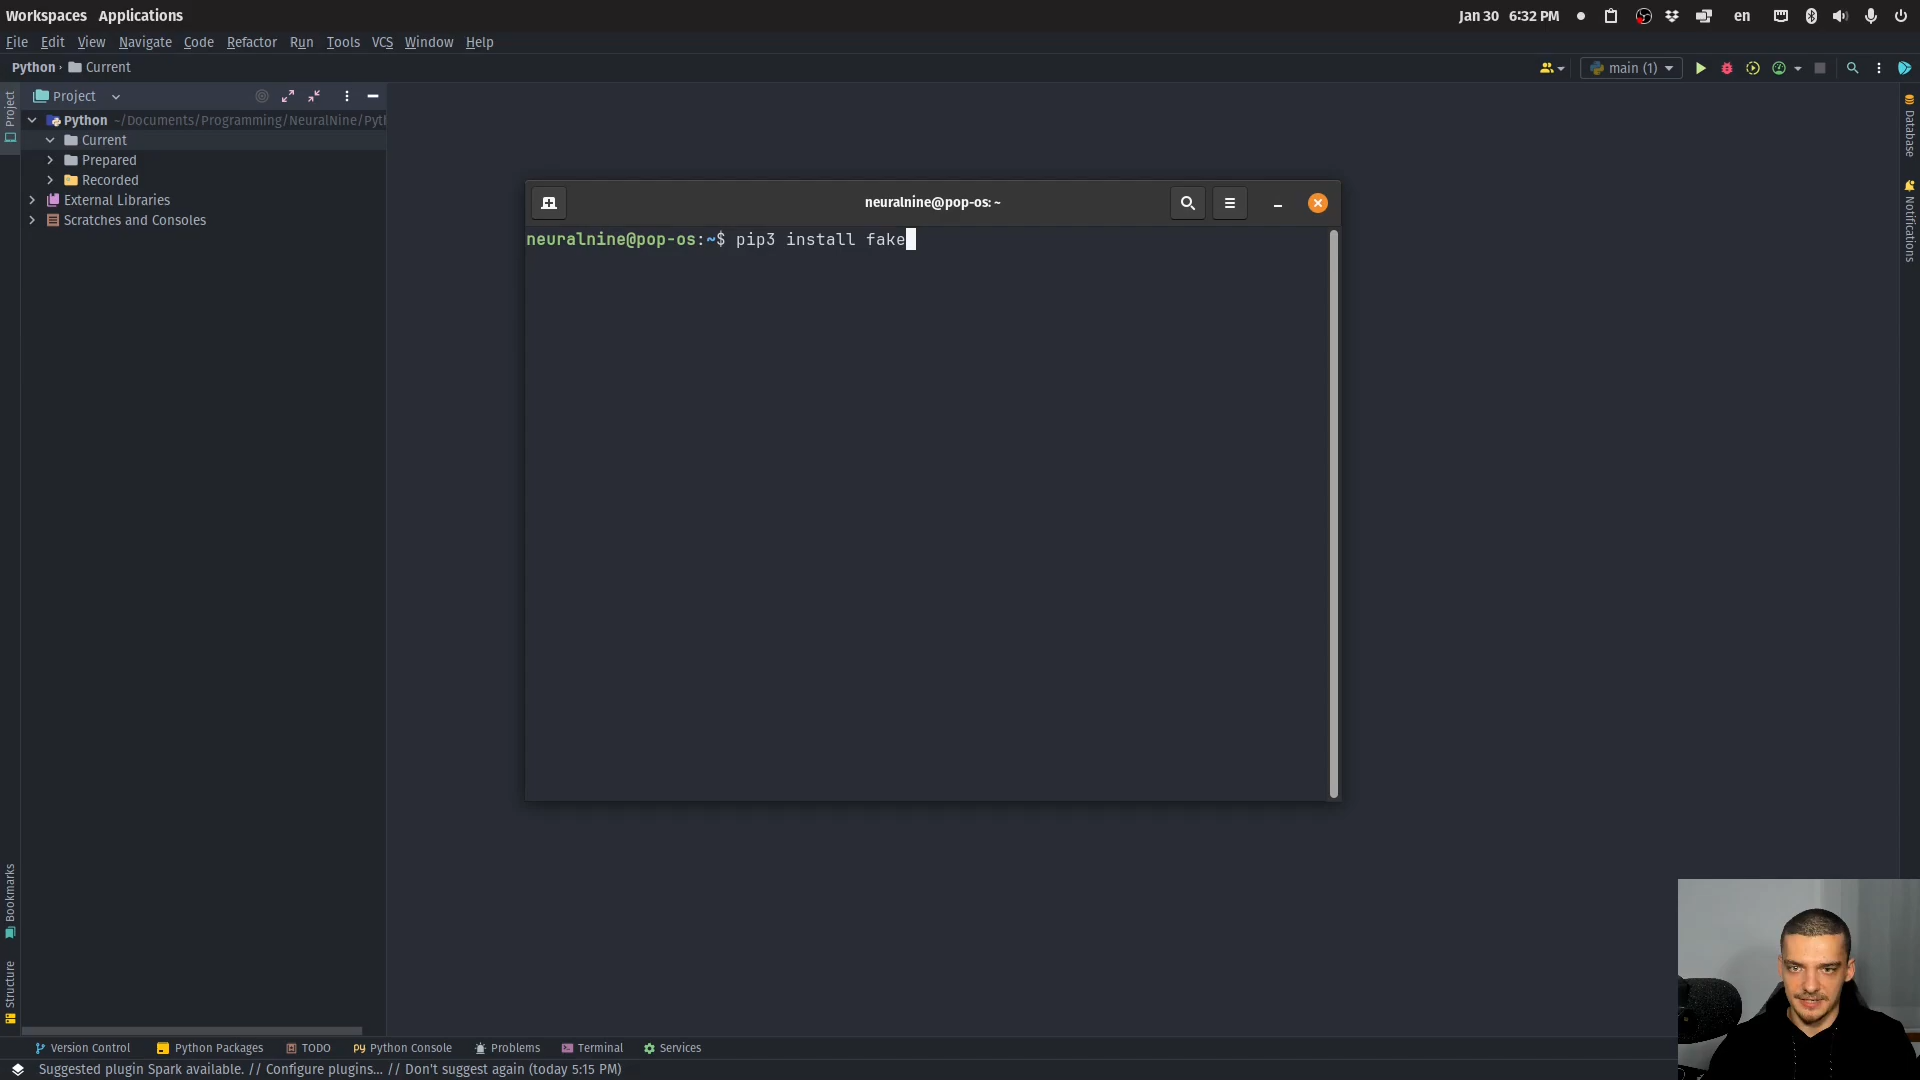 Workspaces Applications
Jan 30 6:32 PM
en
File Edit View Navigate Code Refactor Run Tools VCS Window Help
Python Current
main (1)
Project
Python ~/Documents/Programming/NeuralNine/Pyt
Current
Prepared
Recorded
External Libraries
Scratches and Consoles
Project
Bookmarks
Structure
Database
Notifications
neuralnine@pop-os: ~
neuralnine@pop-os:~$ pip3 install fake
Version Control Python Packages TODO Python Console Problems Terminal Services
Suggested plugin Spark available. // Configure plugins... // Don't suggest again (today 5:15 PM)